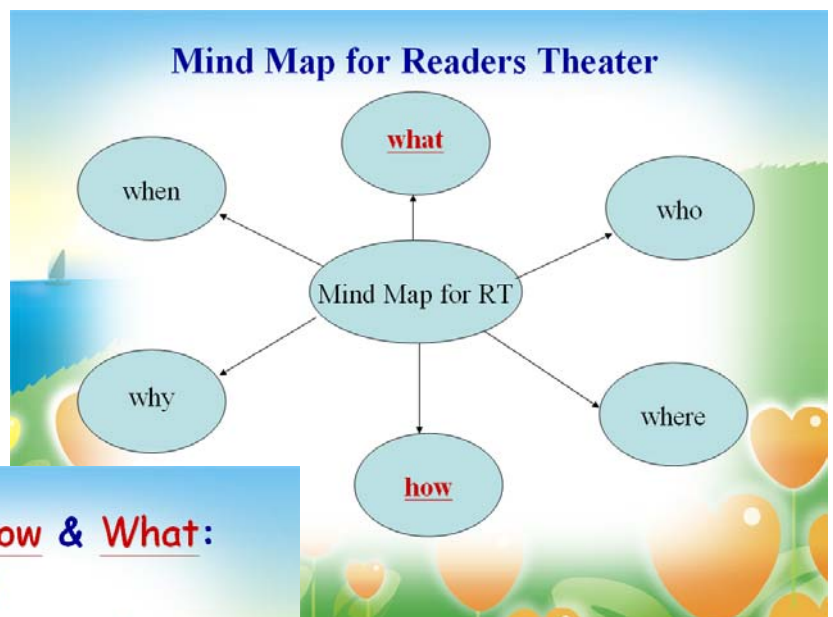 Mind Map for Readers Theater
what
when
who
Mind Map for RT
why
where
how
& What: